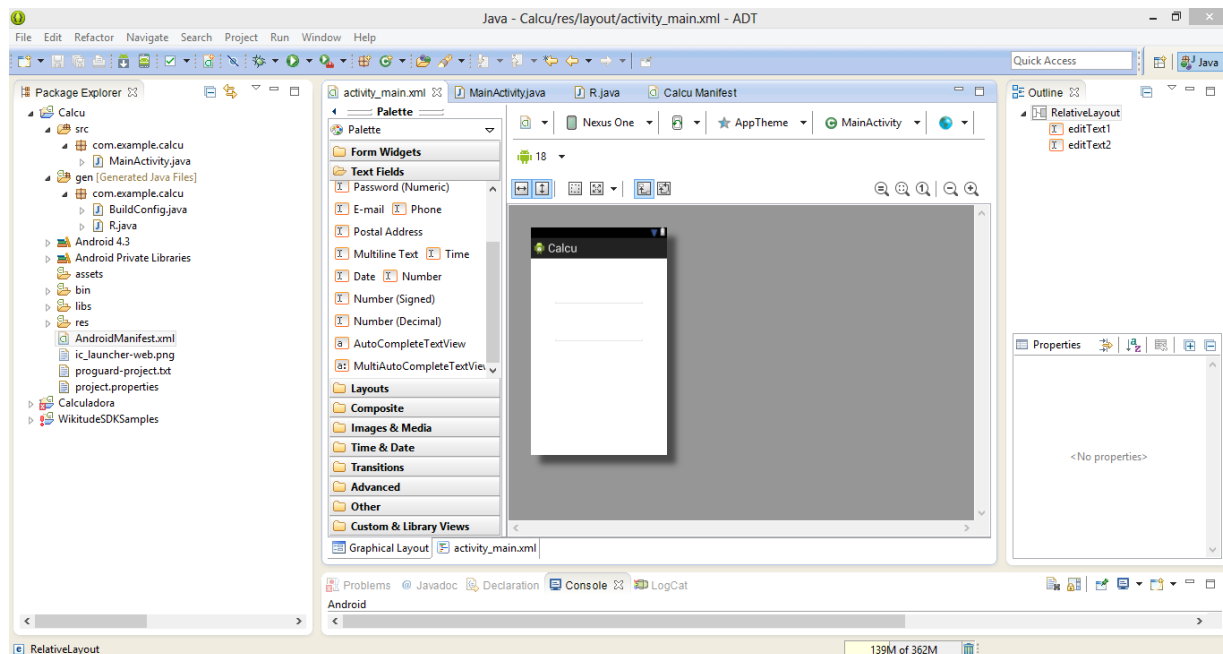 Java - Calcu/res/layout/activity_main.xml - ADT
File Edit Refactor Navigate Search Project Run Window Help
Quick Access
Java
Package Explorer
Calcu
src
com.example.calcu
MainActivity.java
gen [Generated Java Files]
com.example.calcu
BuildConfig.java
R.java
Android 4.3
Android Private Libraries
assets
bin
libs
res
AndroidManifest.xml
ic_launcher-web.png
proguard-project.txt
project.properties
Calculadora
WikitudeSDKSamples
activity_main.xml MainActivity.java R.java Calcu Manifest
Palette
Palette
Form Widgets
Text Fields
Password (Numeric)
E-mail Phone
Postal Address
Multiline Text Time
Date Number
Number (Signed)
Number (Decimal)
AutoCompleteTextView
MultiAutoCompleteTextView
Layouts
Composite
Images & Media
Time & Date
Transitions
Advanced
Other
Custom & Library Views
Nexus One AppTheme MainActivity
18
Calcu
Graphical Layout activity_main.xml
Outline
RelativeLayout
editText1
editText2
Properties
<No properties>
Problems Javadoc Declaration Console LogCat
Android
RelativeLayout
139M of 362M